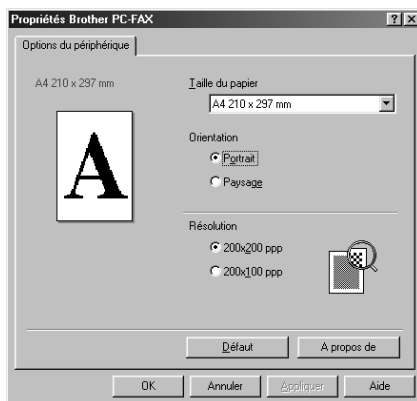 Propriétés Brother PC-FAX
Options du périphérique
A4 210 x 297 mm
A
Taille du papier
A4 210 x 297 mm
Orientation
Portrait
Paysage
Résolution
200x200 ppp
200x100 ppp
Défaut
A propos de
OK
Annuler
Appliquer
Aide